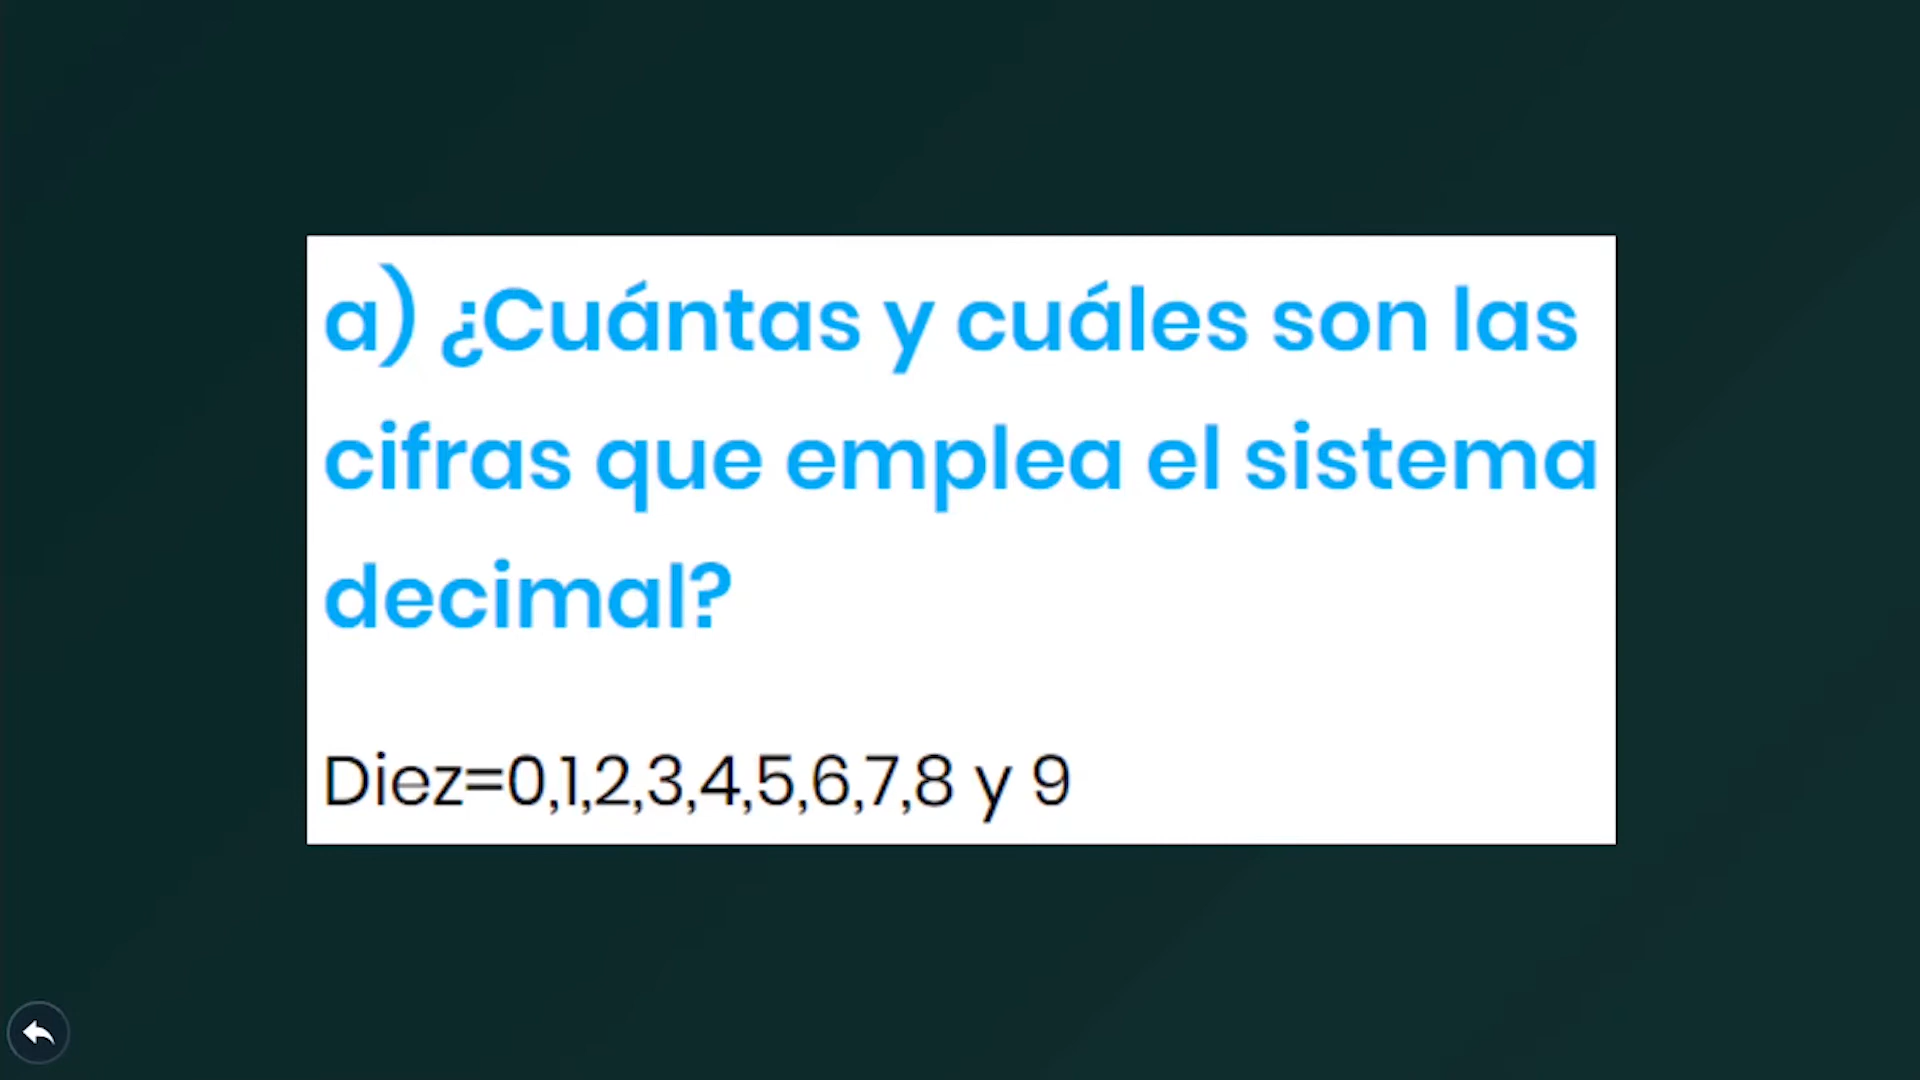 a) ¿Cuántas y cuáles son las
cifras que emplea el sistema
decimal?
Diez=0,1,2,3,4,5,6,7,8 y 9